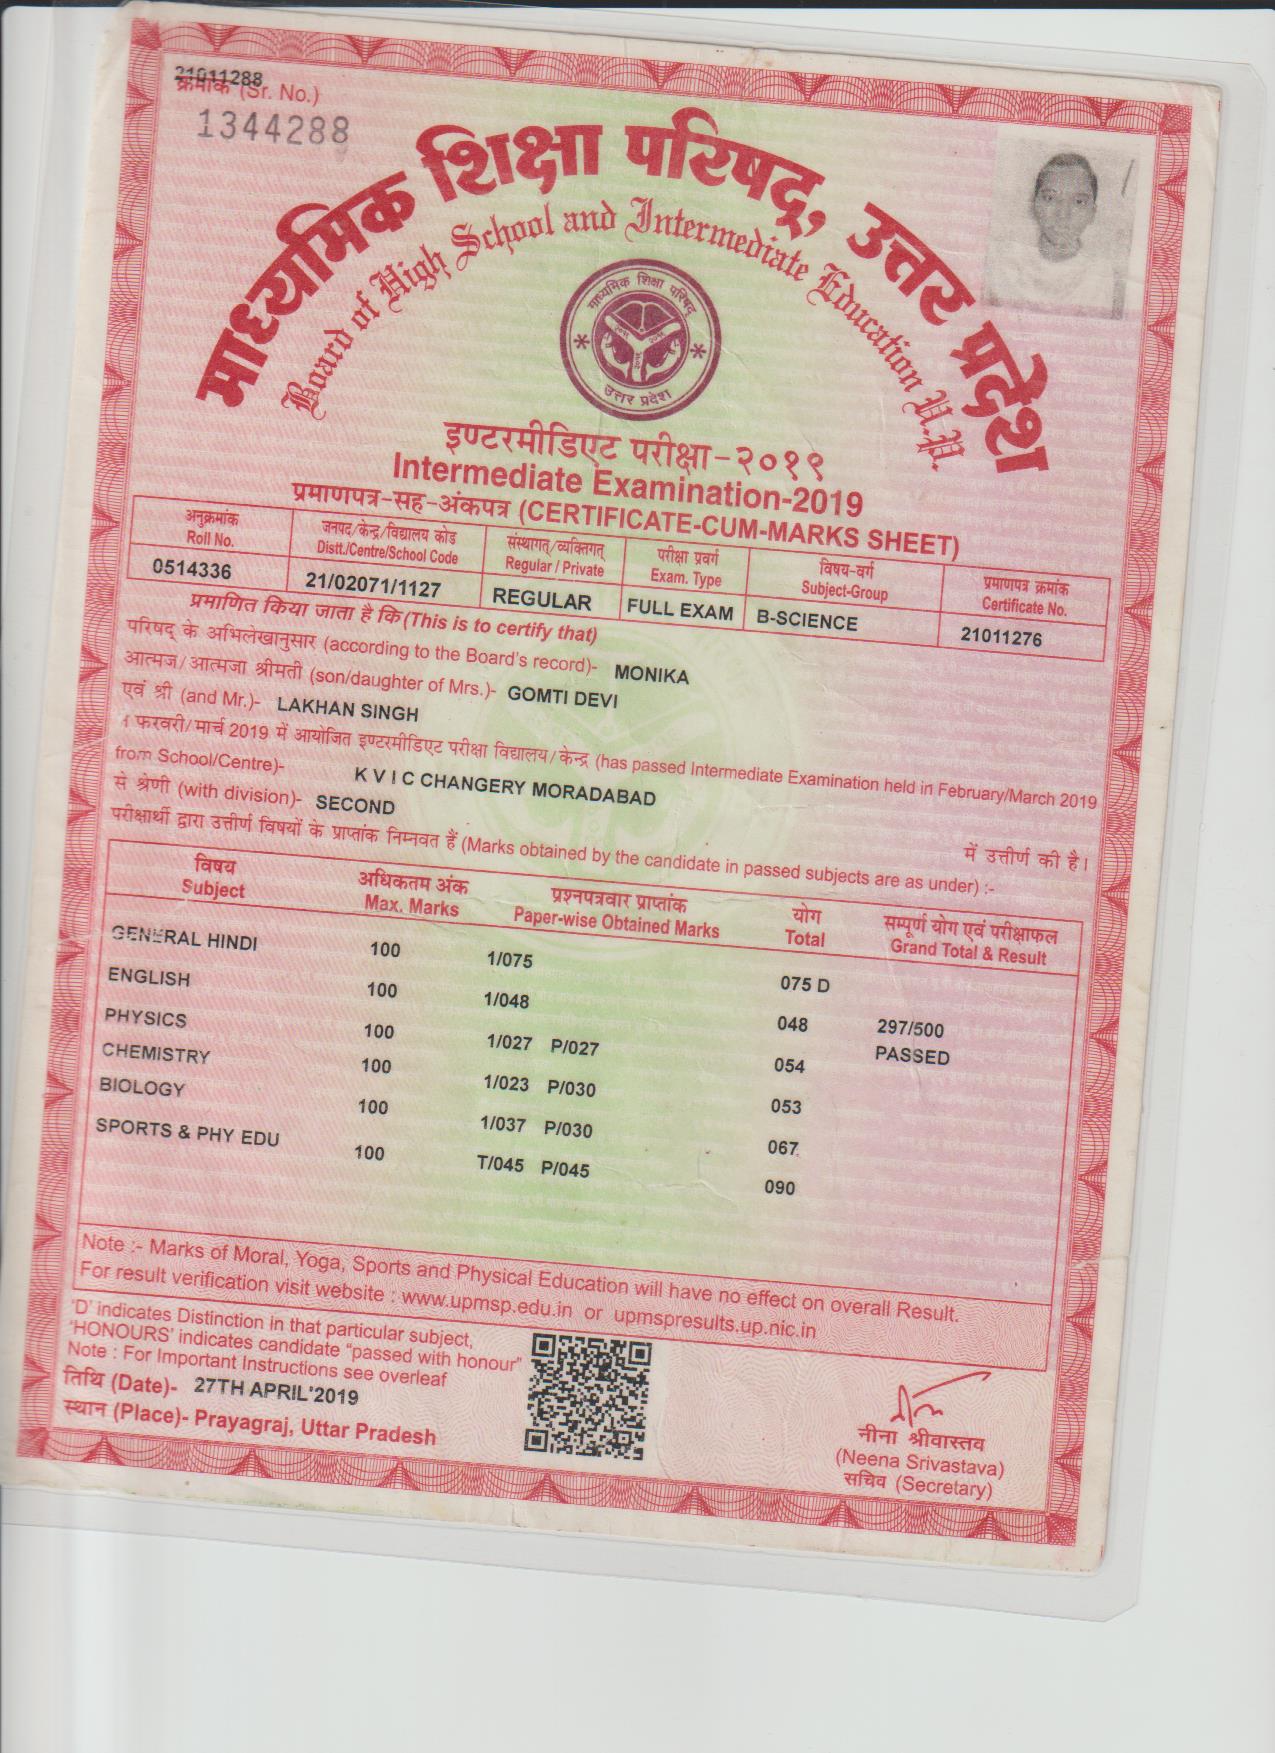 21011288
क्रमांक (Sr. No.)
1344288
माध्यमिक शिक्षा परिषद्, उत्तर प्रदेश
Board of High School and Intermediate Education U.P.
माध्यमिक शिक्षा परिषद्
उत्तर प्रदेश
इण्टरमीडिएट परीक्षा-२०१९
Intermediate Examination-2019
प्रमाणपत्र-सह-अंकपत्र (CERTIFICATE-CUM-MARKS SHEET)
अनुक्रमांक जनपद/केन्द्र/विद्यालय कोड संस्थागत/व्यक्तिगत् परीक्षा प्रवर्ग विषय-वर्ग प्रमाणपत्र क्रमांक
Roll No. Distt./Centre/School Code Regular / Private Exam. Type Subject-Group Certificate No.
0514336 21/02071/1127 REGULAR FULL EXAM B-SCIENCE 21011276
प्रमाणित किया जाता है कि (This is to certify that)
परिषद् के अभिलेखानुसार (according to the Board's record)- MONIKA
आत्मज/आत्मजा श्रीमती (son/daughter of Mrs.)- GOMTI DEVI
एवं श्री (and Mr.)- LAKHAN SINGH
फरवरी/मार्च 2019 में आयोजित इण्टरमीडिएट परीक्षा विद्यालय/केन्द्र (has passed Intermediate Examination held in February/March 2019
from School/Centre)- K V I C CHANGERY MORADABAD
से श्रेणी (with division)- SECOND में उत्तीर्ण की है।
परीक्षार्थी द्वारा उत्तीर्ण विषयों के प्राप्तांक निम्नवत हैं (Marks obtained by the candidate in passed subjects are as under) :-
विषय अधिकतम अंक प्रश्नपत्रवार प्राप्तांक योग सम्पूर्ण योग एवं परीक्षाफल
Subject Max. Marks Paper-wise Obtained Marks Total Grand Total & Result
GENERAL HINDI 100 1/075 075 D
ENGLISH 100 1/048 048 297/500
PHYSICS 100 1/027 P/027 054 PASSED
CHEMISTRY 100 1/023 P/030 053
BIOLOGY 100 1/037 P/030 067
SPORTS & PHY EDU 100 T/045 P/045 090
Note :- Marks of Moral, Yoga, Sports and Physical Education will have no effect on overall Result.
For result verification visit website : www.upmsp.edu.in or upmspresults.up.nic.in
'D' indicates Distinction in that particular subject,
'HONOURS' indicates candidate "passed with honour"
Note : For Important Instructions see overleaf
तिथि (Date)- 27TH APRIL'2019
स्थान (Place)- Prayagraj, Uttar Pradesh
नीना श्रीवास्तव
(Neena Srivastava)
सचिव (Secretary)